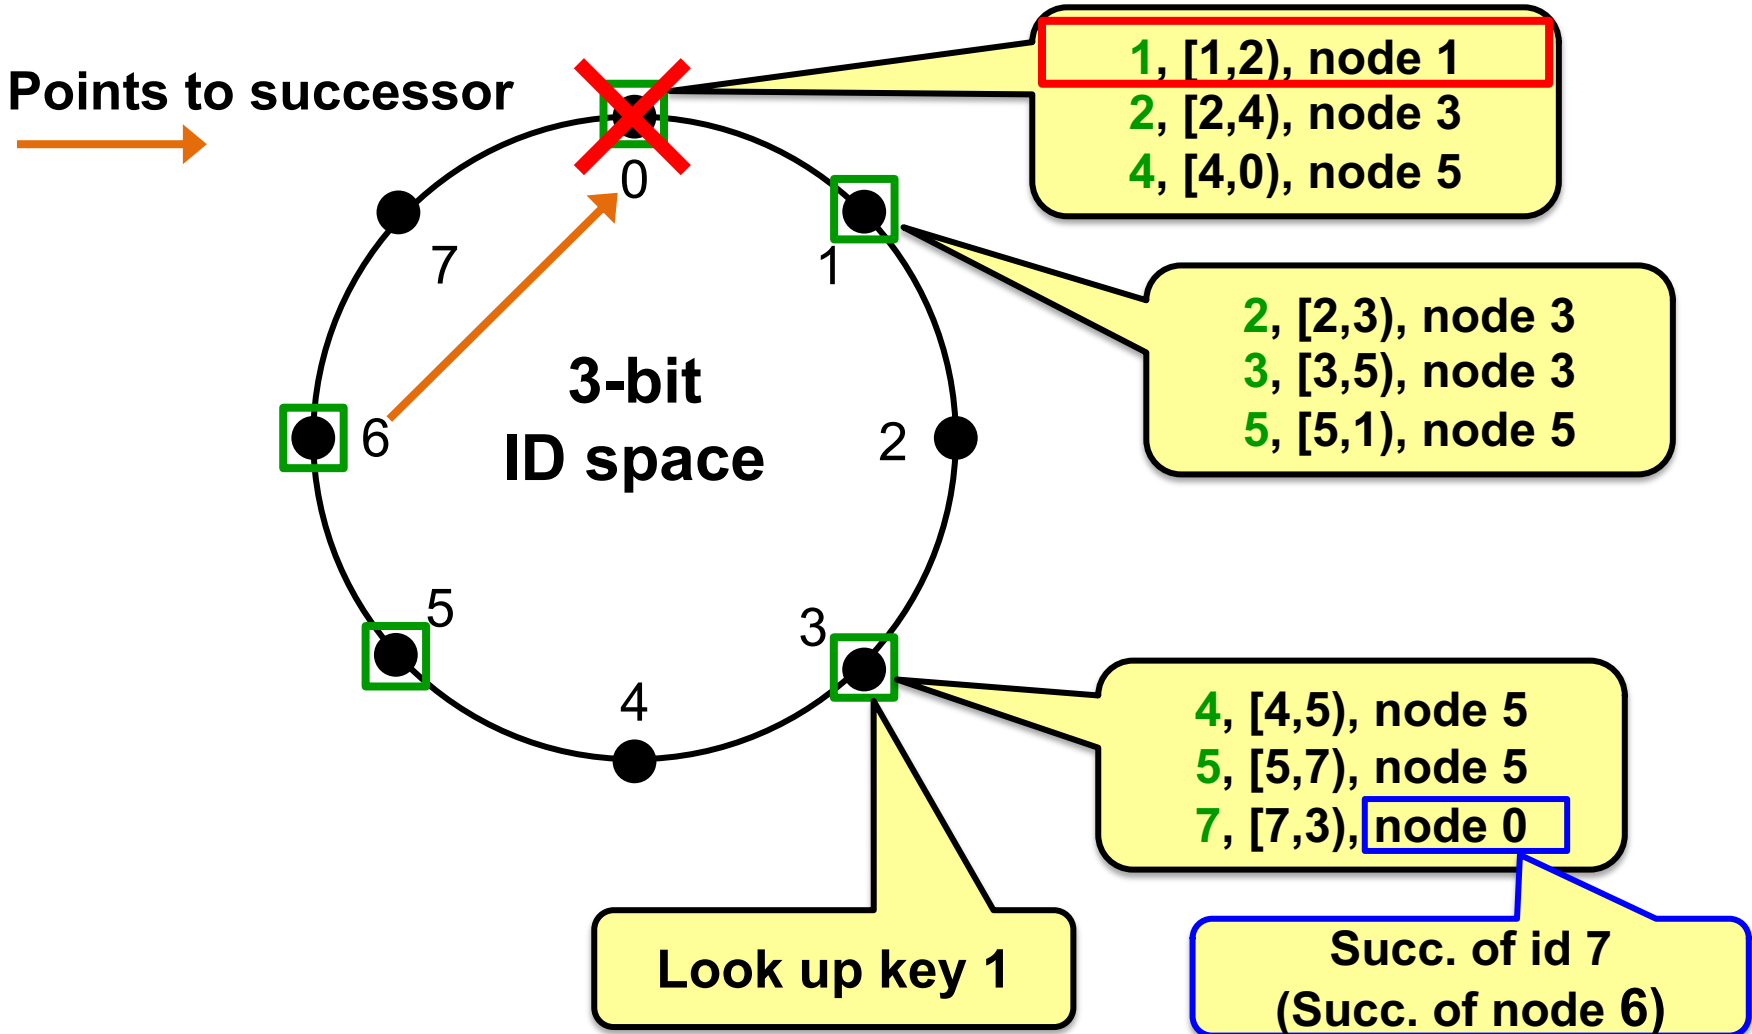 Points to successor
1, [1,2), node 1
2, [2,4), node 3
4, [4,0), node 5
0
7
1
2, [2,3), node 3
3, [3,5), node 3
5, [5,1), node 5
3-bit
ID space
6
2
5
3
4
4, [4,5), node 5
5, [5,7), node 5
7, [7,3), node 0
Look up key 1
Succ. of id 7
(Succ. of node 6)